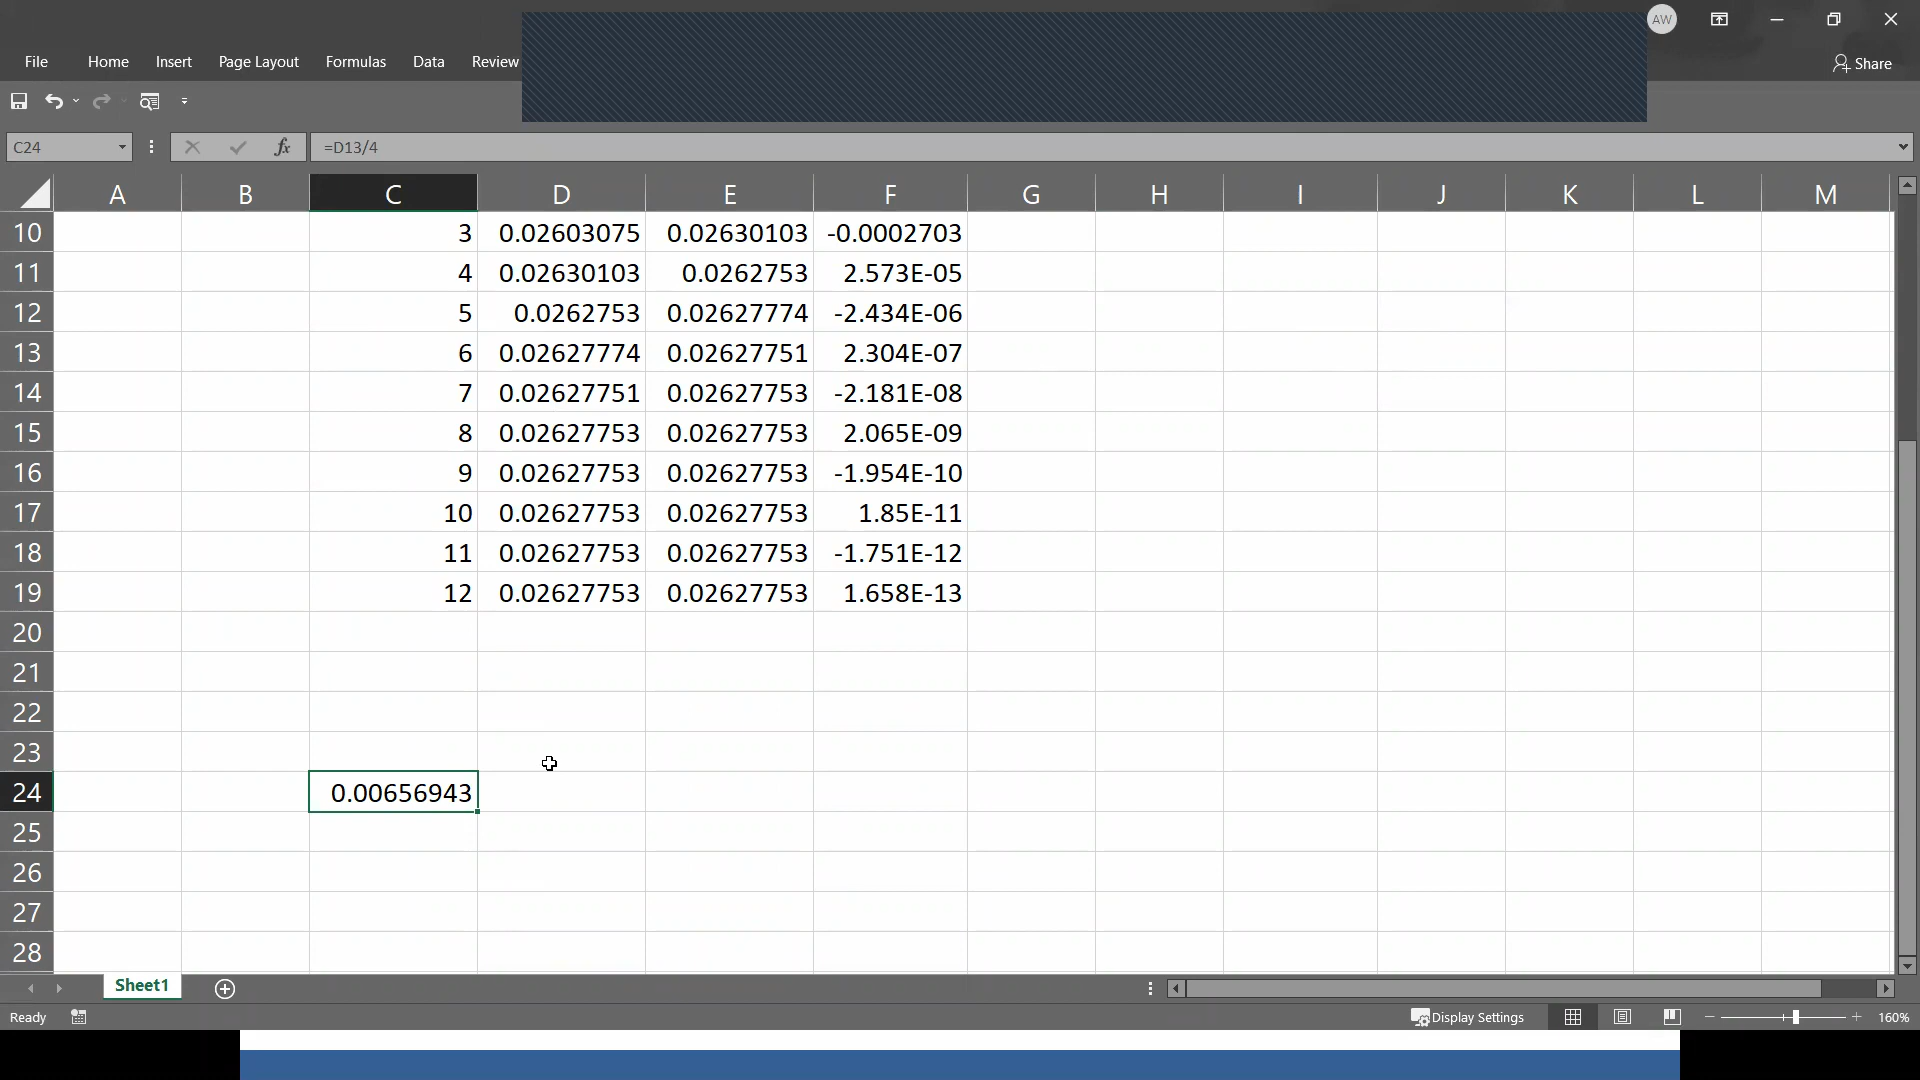 AW
File Home Insert Page Layout Formulas Data Review
Share
C24 fx =D13/4
A B C D E F G H I J K L M
10 3 0.02603075 0.02630103 -0.0002703
11 4 0.02630103 0.0262753 2.573E-05
12 5 0.0262753 0.02627774 -2.434E-06
13 6 0.02627774 0.02627751 2.304E-07
14 7 0.02627751 0.02627753 -2.181E-08
15 8 0.02627753 0.02627753 2.065E-09
16 9 0.02627753 0.02627753 -1.954E-10
17 10 0.02627753 0.02627753 1.85E-11
18 11 0.02627753 0.02627753 -1.751E-12
19 12 0.02627753 0.02627753 1.658E-13
20
21
22
23
24 0.00656943
25
26
27
28
Sheet1
Ready Display Settings 160%